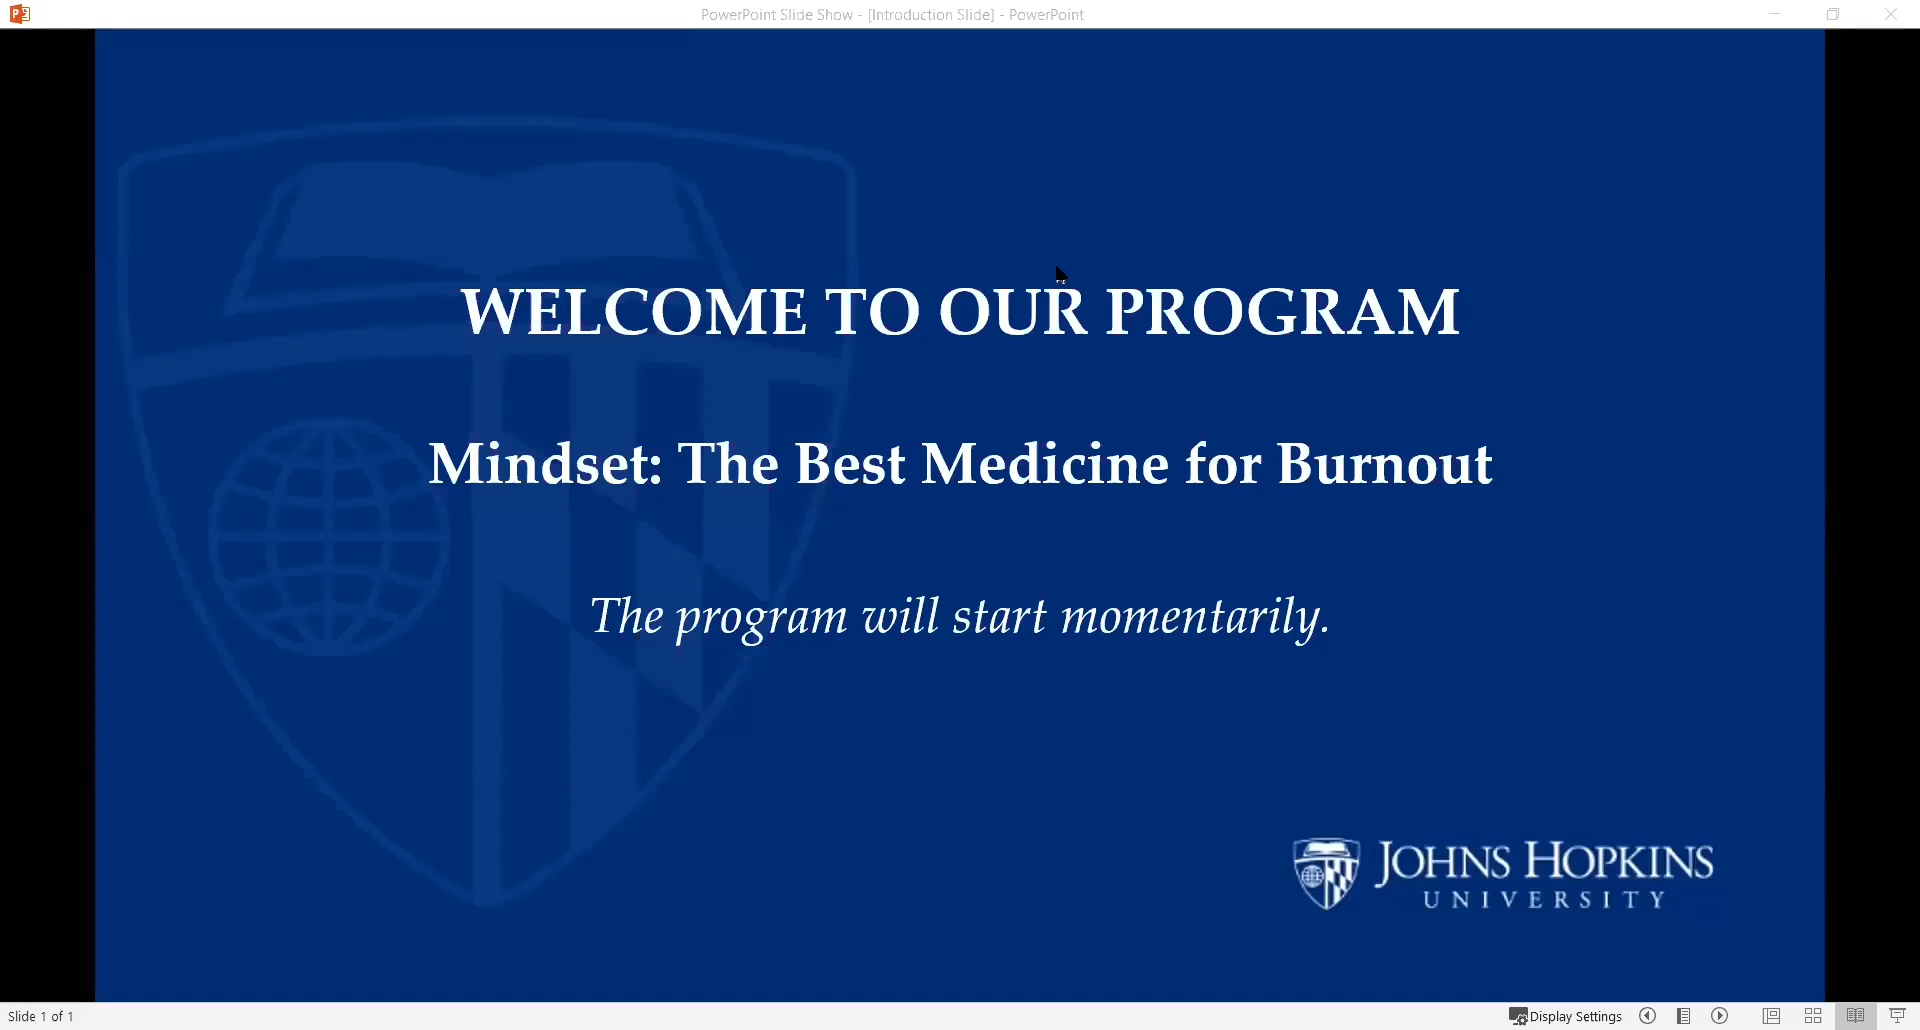 PowerPoint Slide Show - [Introduction Slide] - PowerPoint
WELCOME TO OUR PROGRAM
Mindset: The Best Medicine for Burnout
The program will start momentarily.
JOHNS HOPKINS
UNIVERSITY
Slide 1 of 1
Display Settings